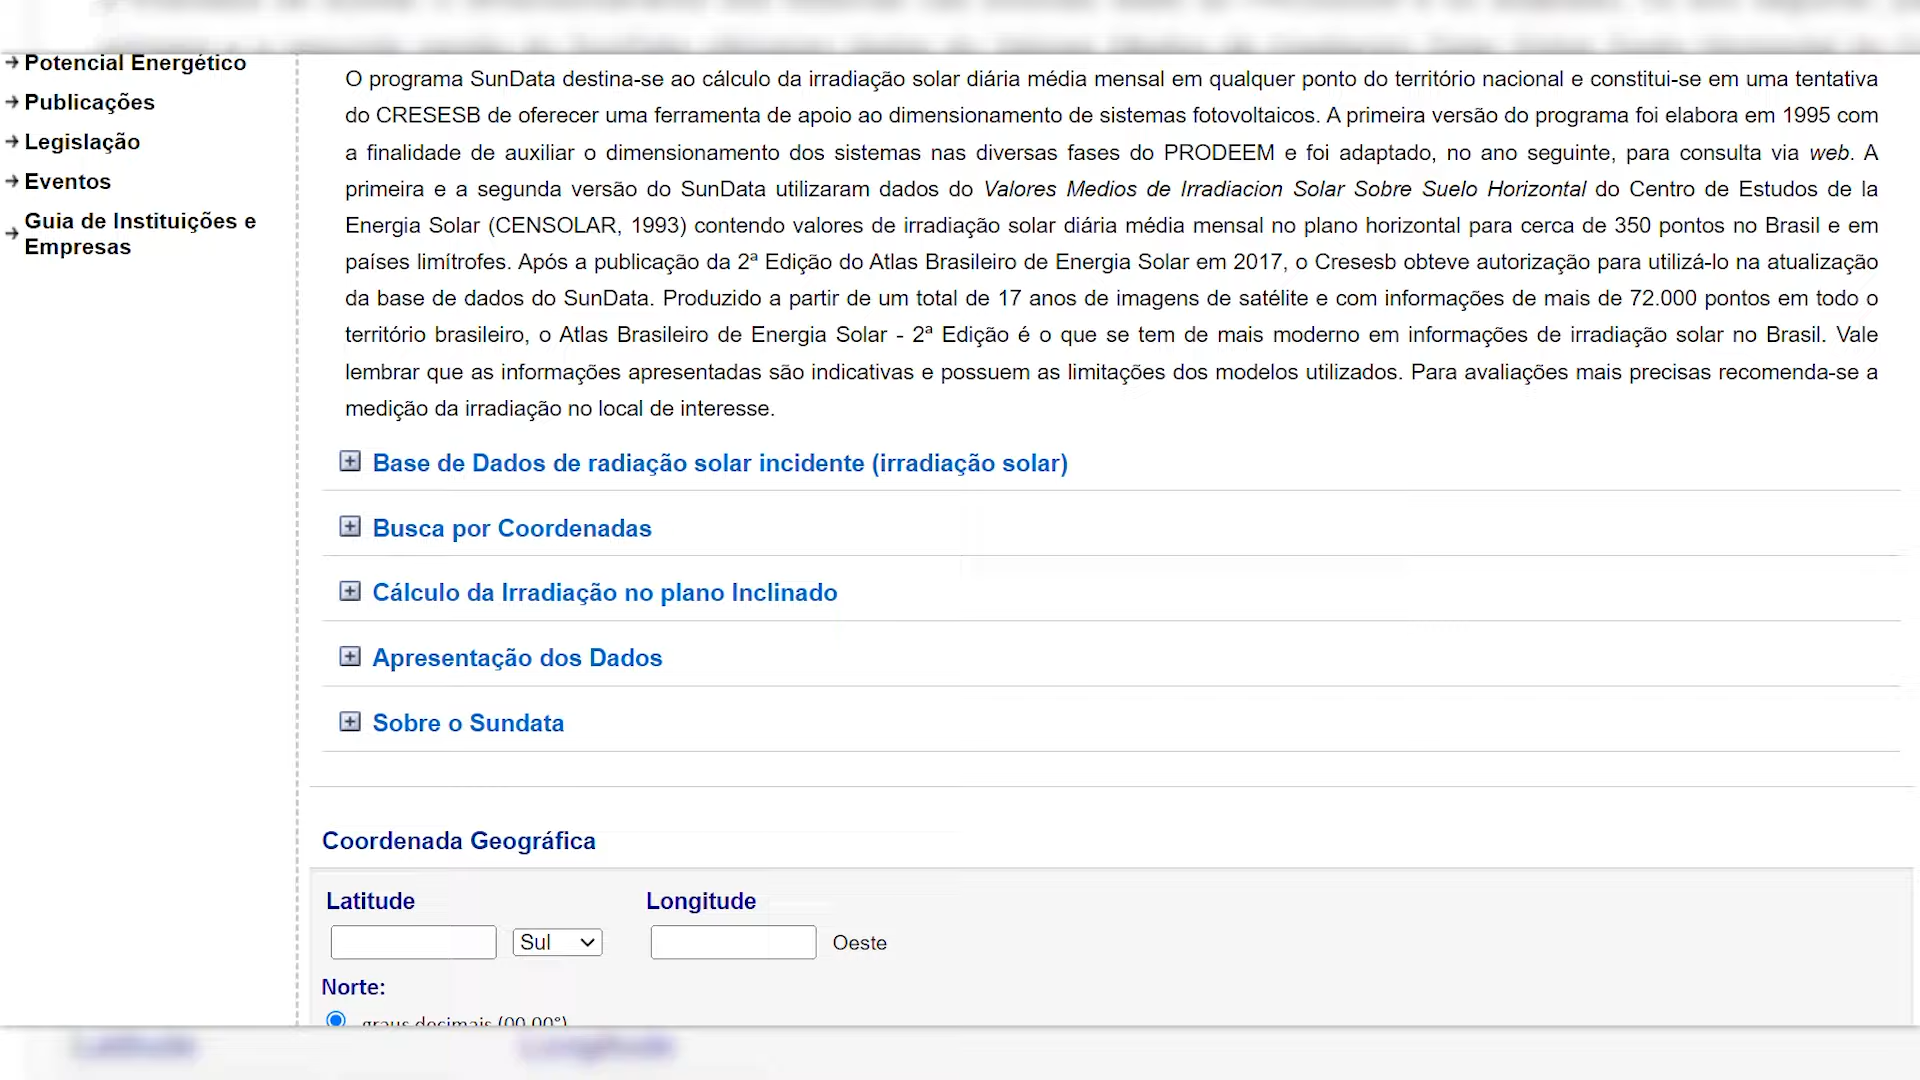 Potencial Energético
Publicações
Legislação
Eventos
Guia de Instituições e
Empresas
O programa SunData destina-se ao cálculo da irradiação solar diária média mensal em qualquer ponto do território nacional e constitui-se em uma tentativa
do CRESESB de oferecer uma ferramenta de apoio ao dimensionamento de sistemas fotovoltaicos. A primeira versão do programa foi elabora em 1995 com
a finalidade de auxiliar o dimensionamento dos sistemas nas diversas fases do PRODEEM e foi adaptado, no ano seguinte, para consulta via web. A
primeira e a segunda versão do SunData utilizaram dados do Valores Medios de Irradiacion Solar Sobre Suelo Horizontal do Centro de Estudos de la
Energia Solar (CENSOLAR, 1993) contendo valores de irradiação solar diária média mensal no plano horizontal para cerca de 350 pontos no Brasil e em
países limítrofes. Após a publicação da 2ª Edição do Atlas Brasileiro de Energia Solar em 2017, o Cresesb obteve autorização para utilizá-lo na atualização
da base de dados do SunData. Produzido a partir de um total de 17 anos de imagens de satélite e com informações de mais de 72.000 pontos em todo o
território brasileiro, o Atlas Brasileiro de Energia Solar - 2ª Edição é o que se tem de mais moderno em informações de irradiação solar no Brasil. Vale
lembrar que as informações apresentadas são indicativas e possuem as limitações dos modelos utilizados. Para avaliações mais precisas recomenda-se a
medição da irradiação no local de interesse.
Base de Dados de radiação solar incidente (irradiação solar)
Busca por Coordenadas
Cálculo da Irradiação no plano Inclinado
Apresentação dos Dados
Sobre o Sundata
Coordenada Geográfica
Latitude Longitude
Sul Oeste
Norte:
graus decimais (00.00°)
Latitude Longitude